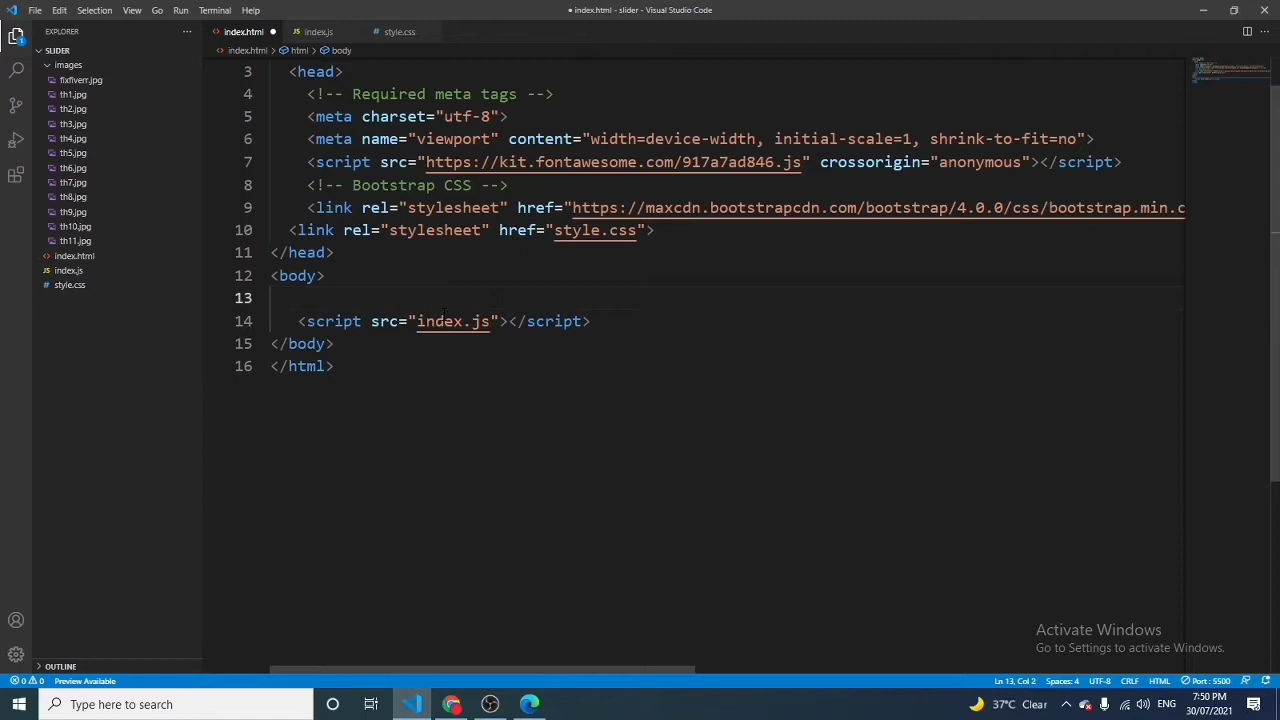 File Edit Selection View Go Run Terminal Help
● index.html - slider - Visual Studio Code
EXPLORER ···
index.html ● JS index.js # style.css
index.html > html > body
SLIDER
images
flxfiverr.jpg
th1.jpg
th2.jpg
th3.jpg
th4.jpg
th5.jpg
th6.jpg
th7.jpg
th8.jpg
th9.jpg
th10.jpg
th11.jpg
index.html
JS index.js
# style.css
OUTLINE
3 <head>
4 <!-- Required meta tags -->
5 <meta charset="utf-8">
6 <meta name="viewport" content="width=device-width, initial-scale=1, shrink-to-fit=no">
7 <script src="https://kit.fontawesome.com/917a7ad846.js" crossorigin="anonymous"></script>
8 <!-- Bootstrap CSS -->
9 <link rel="stylesheet" href="https://maxcdn.bootstrapcdn.com/bootstrap/4.0.0/css/bootstrap.min.c
10 <link rel="stylesheet" href="style.css">
11 </head>
12 <body>
13
14 <script src="index.js"></script>
15 </body>
16 </html>
Activate Windows
Go to Settings to activate Windows.
0 0 Preview Available
Ln 13, Col 2 Spaces: 4 UTF-8 CRLF HTML Port : 5500
Type here to search
37°C Clear
ENG
7:50 PM
30/07/2021